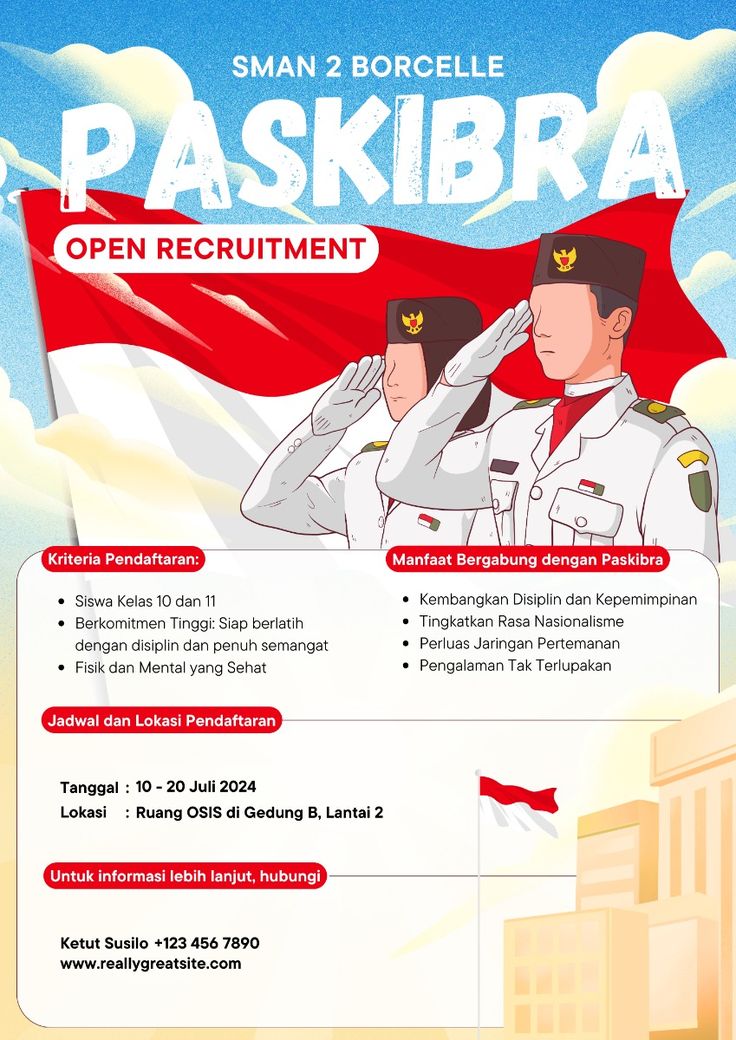 SMAN 2 BORCELLE
PASKIBRA
OPEN RECRUITMENT
Kriteria Pendaftaran:
• Siswa Kelas 10 dan 11
• Berkomitmen Tinggi: Siap berlatih
dengan disiplin dan penuh semangat
• Fisik dan Mental yang Sehat
Manfaat Bergabung dengan Paskibra
• Kembangkan Disiplin dan Kepemimpinan
• Tingkatkan Rasa Nasionalisme
• Perluas Jaringan Pertemanan
• Pengalaman Tak Terlupakan
Jadwal dan Lokasi Pendaftaran
Tanggal : 10 - 20 Juli 2024
Lokasi : Ruang OSIS di Gedung B, Lantai 2
Untuk informasi lebih lanjut, hubungi
Ketut Susilo +123 456 7890
www.reallygreatsite.com